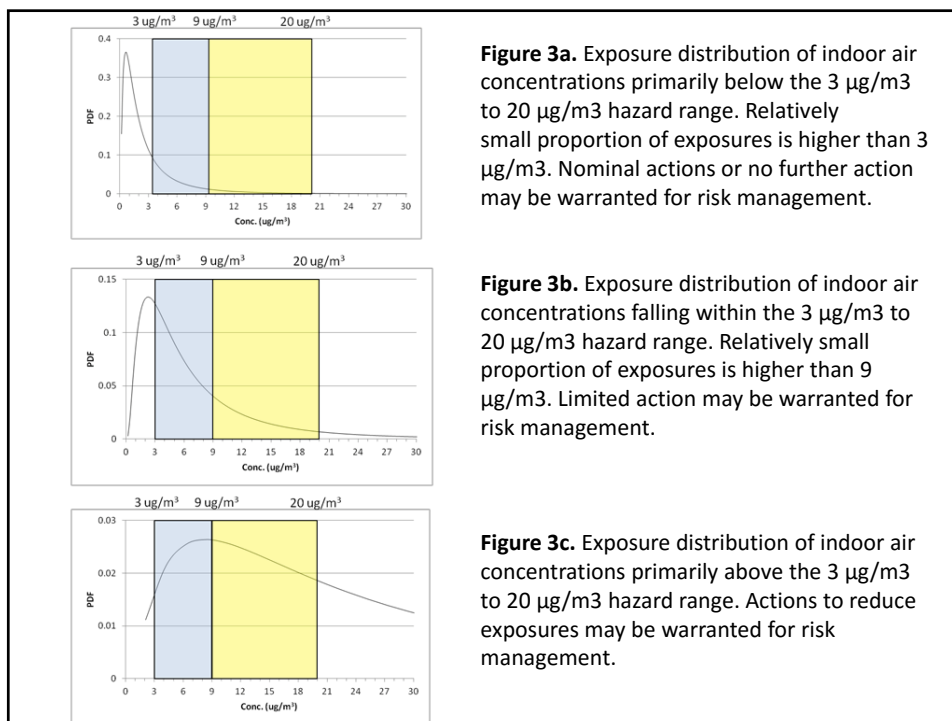 3 ug/m³ 9 ug/m³ 20 ug/m³
0.4
0.3
0.2
0.1
0
PDF
0 3 6 9 12 15 18 21 24 27 30
Conc. (ug/m³)
Figure 3a. Exposure distribution of indoor air
concentrations primarily below the 3 µg/m3
to 20 µg/m3 hazard range. Relatively
small proportion of exposures is higher than 3
µg/m3. Nominal actions or no further action
may be warranted for risk management.
3 ug/m³ 9 ug/m³ 20 ug/m³
0.15
0.1
0.05
0
PDF
0 3 6 9 12 15 18 21 24 27 30
Conc. (ug/m³)
Figure 3b. Exposure distribution of indoor air
concentrations falling within the 3 µg/m3 to
20 µg/m3 hazard range. Relatively small
proportion of exposures is higher than 9
µg/m3. Limited action may be warranted for
risk management.
3 ug/m³ 9 ug/m³ 20 ug/m³
0.03
0.02
0.01
0.00
PDF
0 3 6 9 12 15 18 21 24 27 30
Conc. (ug/m³)
Figure 3c. Exposure distribution of indoor air
concentrations primarily above the 3 µg/m3
to 20 µg/m3 hazard range. Actions to reduce
exposures may be warranted for risk
management.